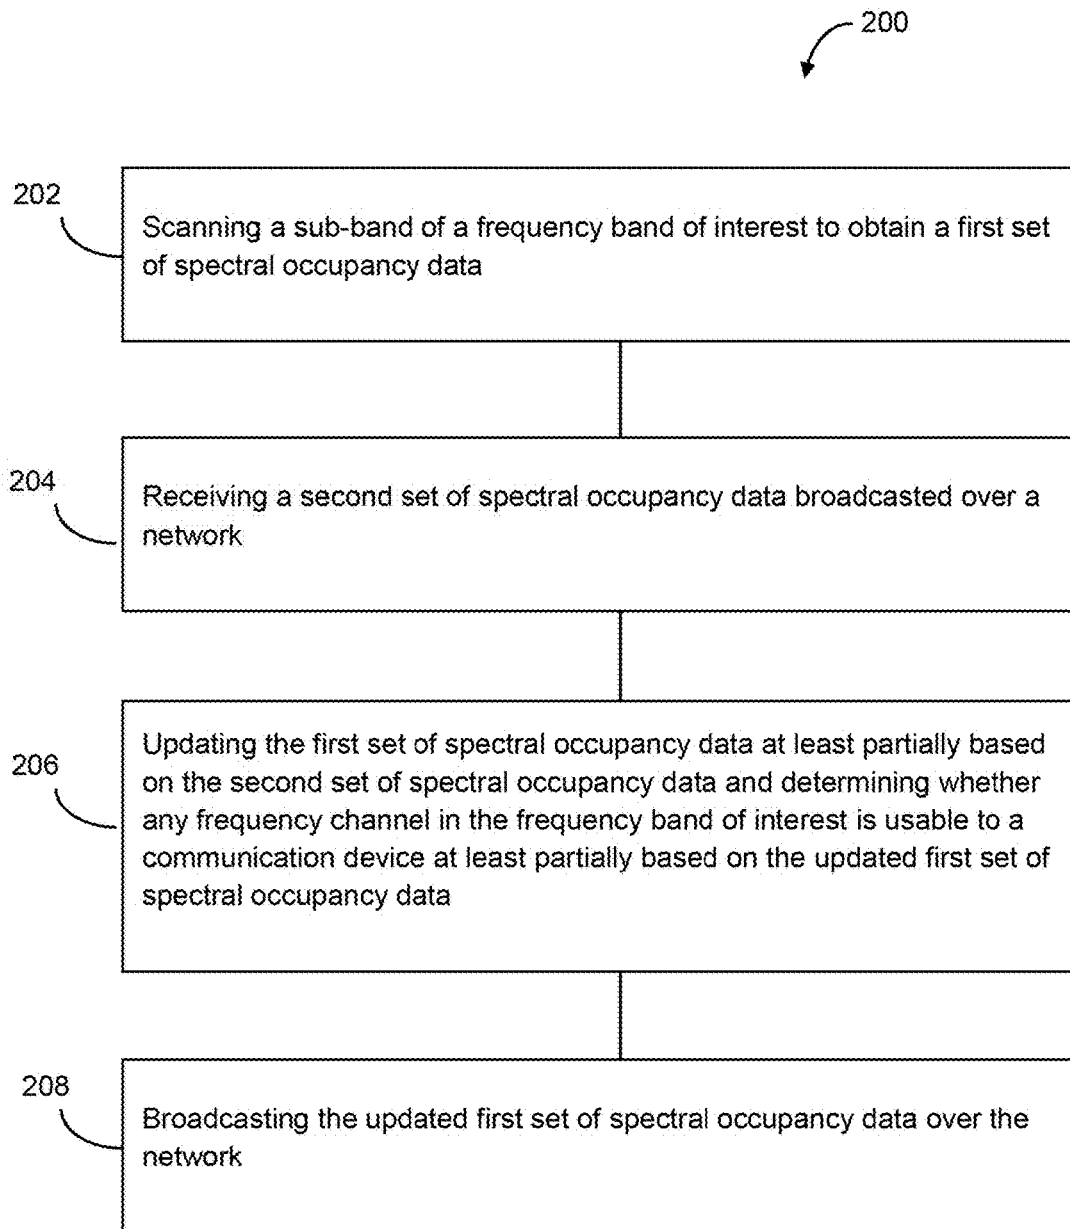 200
202
Scanning a sub-band of a frequency band of interest to obtain a first set
of spectral occupancy data
204
Receiving a second set of spectral occupancy data broadcasted over a
network
206
Updating the first set of spectral occupancy data at least partially based
on the second set of spectral occupancy data and determining whether
any frequency channel in the frequency band of interest is usable to a
communication device at least partially based on the updated first set of
spectral occupancy data
208
Broadcasting the updated first set of spectral occupancy data over the
network